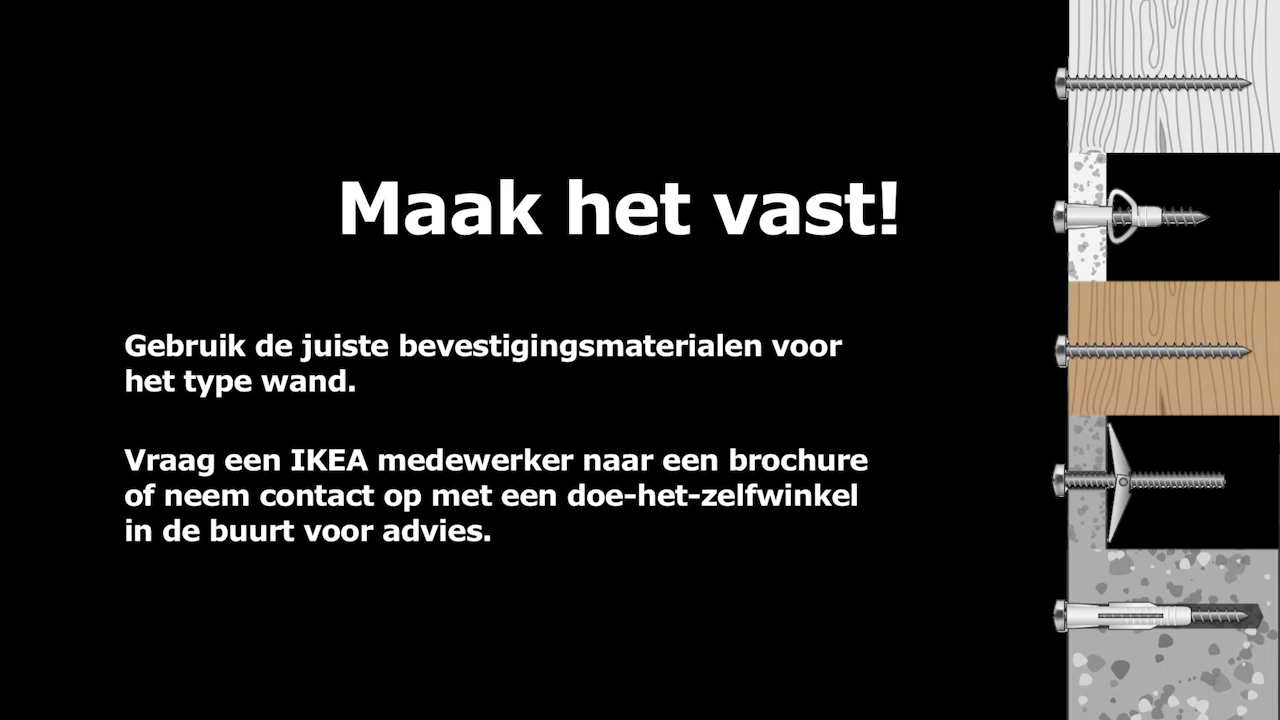 Maak het vast!
Gebruik de juiste bevestigingsmaterialen voor
het type wand.
Vraag een IKEA medewerker naar een brochure
of neem contact op met een doe-het-zelfwinkel
in de buurt voor advies.